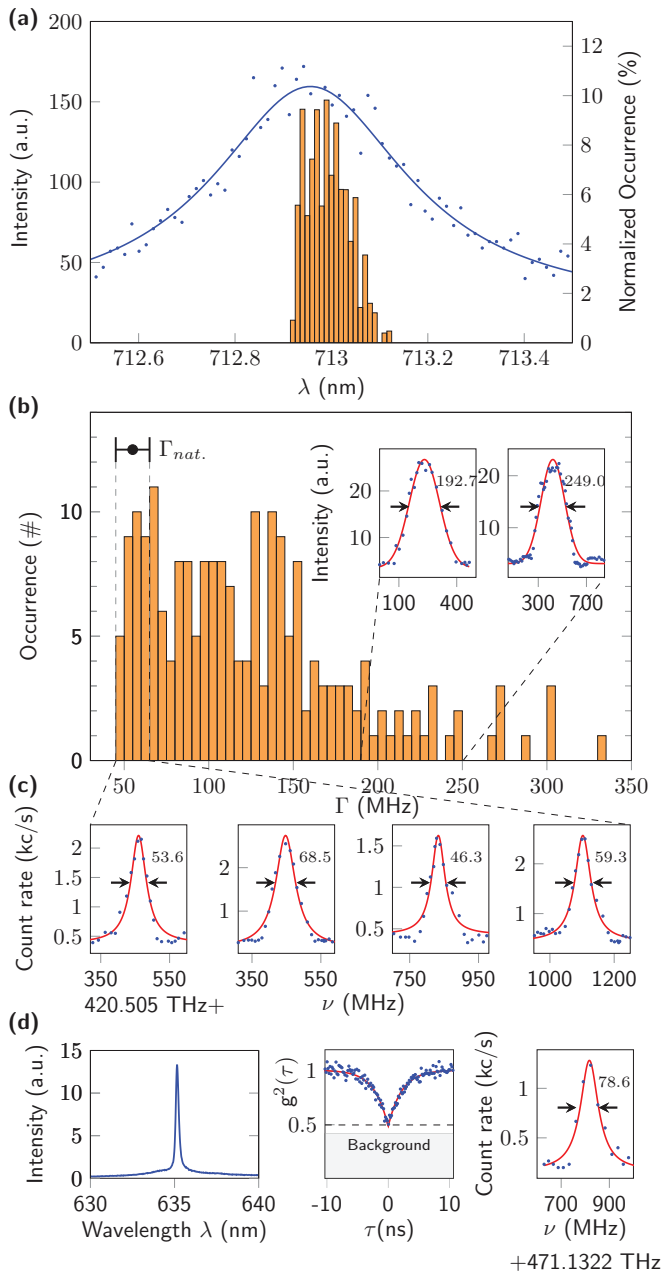 (a)
200
150
100
50
0
Intensity (a.u.)
12
10
8
6
4
2
0
Normalized Occurrence (%)
712.6 712.8 713 713.2 713.4
λ (nm)
(b)
Γnat.
10
5
0
Occurrence (#)
Intensity (a.u.)
20
10
192.7
100 400
20
10
249.0
300 700
50 100 150 200 250 300 350
Γ (MHz)
(c)
Count rate (kc/s)
2
1.5
1
0.5
53.6
350 550
420.505 THz+
2
1
68.5
350 550
1.5
1
0.5
46.3
750 950
2
1
59.3
1000 1200
ν (MHz)
(d)
Intensity (a.u.)
15
10
5
0
630 635 640
Wavelength λ (nm)
g²(τ)
1
0.5
Background
-10 0 10
τ(ns)
Count rate (kc/s)
1
0.5
78.6
700 900
ν (MHz)
+471.1322 THz